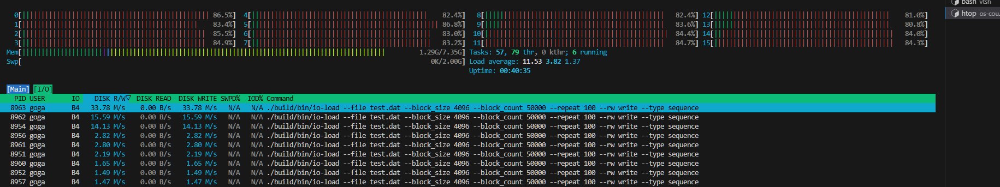 bash vtsh
0[ 86.5%] 4[ 82.4%] 8[ 82.4%] 12[ 81.0%] htop os-cou.
1[ 83.4%] 5[ 86.8%] 9[ 83.6%] 13[ 80.8%]
2[ 85.5%] 6[ 83.0%] 10[ 84.4%] 14[ 84.0%]
3[ 84.9%] 7[ 83.2%] 11[ 84.7%] 15[ 84.3%]
Mem[ 1.29G/7.35G] Tasks: 57, 79 thr, 0 kthr; 6 running
Swp[ 0K/2.00G] Load average: 11.53 3.82 1.37
Uptime: 00:40:35
[Main] [I/O]
PID USER IO DISK R/W▽ DISK READ DISK WRITE SWPD% IOD% Command
8963 goga B4 33.78 M/s 0.00 B/s 33.78 M/s N/A N/A ./build/bin/io-load --file test.dat --block_size 4096 --block_count 50000 --repeat 100 --rw write --type sequence
8962 goga B4 15.59 M/s 0.00 B/s 15.59 M/s N/A N/A ./build/bin/io-load --file test.dat --block_size 4096 --block_count 50000 --repeat 100 --rw write --type sequence
8954 goga B4 14.13 M/s 0.00 B/s 14.13 M/s N/A N/A ./build/bin/io-load --file test.dat --block_size 4096 --block_count 50000 --repeat 100 --rw write --type sequence
8956 goga B4 2.82 M/s 0.00 B/s 2.82 M/s N/A N/A ./build/bin/io-load --file test.dat --block_size 4096 --block_count 50000 --repeat 100 --rw write --type sequence
8961 goga B4 2.80 M/s 0.00 B/s 2.80 M/s N/A N/A ./build/bin/io-load --file test.dat --block_size 4096 --block_count 50000 --repeat 100 --rw write --type sequence
8951 goga B4 2.19 M/s 0.00 B/s 2.19 M/s N/A N/A ./build/bin/io-load --file test.dat --block_size 4096 --block_count 50000 --repeat 100 --rw write --type sequence
8960 goga B4 1.65 M/s 0.00 B/s 1.65 M/s N/A N/A ./build/bin/io-load --file test.dat --block_size 4096 --block_count 50000 --repeat 100 --rw write --type sequence
8952 goga B4 1.49 M/s 0.00 B/s 1.49 M/s N/A N/A ./build/bin/io-load --file test.dat --block_size 4096 --block_count 50000 --repeat 100 --rw write --type sequence
8957 goga B4 1.47 M/s 0.00 B/s 1.47 M/s N/A N/A ./build/bin/io-load --file test.dat --block_size 4096 --block_count 50000 --repeat 100 --rw write --type sequence